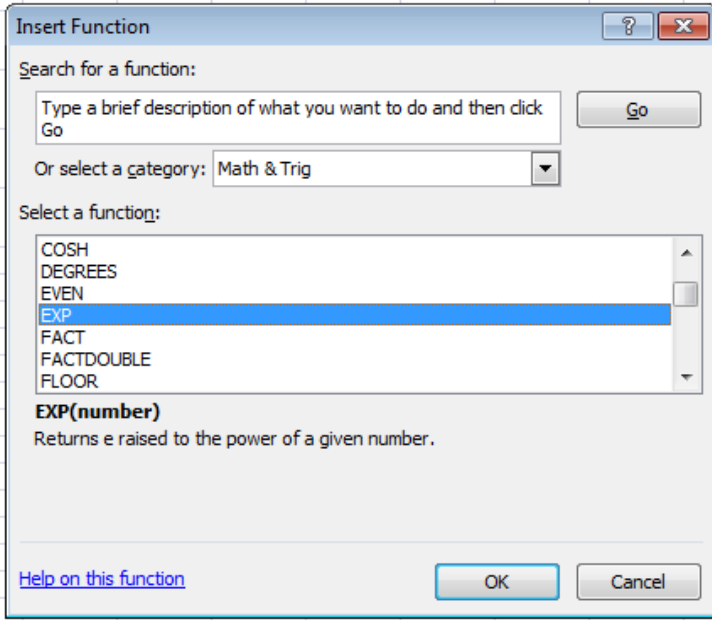 Insert Function
?
Search for a function:
Type a brief description of what you want to do and then click
Go
Go
Or select a category: Math & Trig
Select a function:
COSH
DEGREES
EVEN
EXP
FACT
FACTDOUBLE
FLOOR
EXP(number)
Returns e raised to the power of a given number.
Help on this function OK Cancel